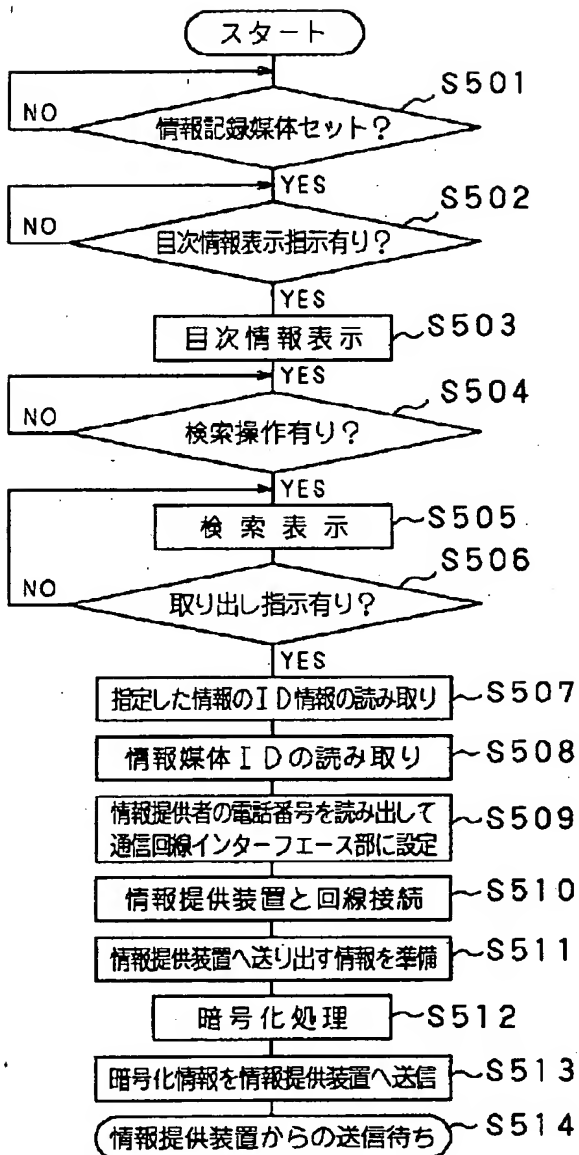 スタート
S501
NO
情報記録媒体セット?
YES
S502
NO
目次情報表示指示有り?
YES
目次情報表示
S503
YES
S504
NO
検索操作有り?
YES
検索表示
S505
S506
NO
取り出し指示有り?
YES
指定した情報のID情報の読み取り
S507
情報媒体IDの読み取り
S508
情報提供者の電話番号を読み出して
通信回線インターフェース部に設定
S509
情報提供装置と回線接続
S510
情報提供装置へ送り出す情報を準備
S511
暗号化処理
S512
暗号化情報を情報提供装置へ送信
S513
情報提供装置からの送信待ち
S514